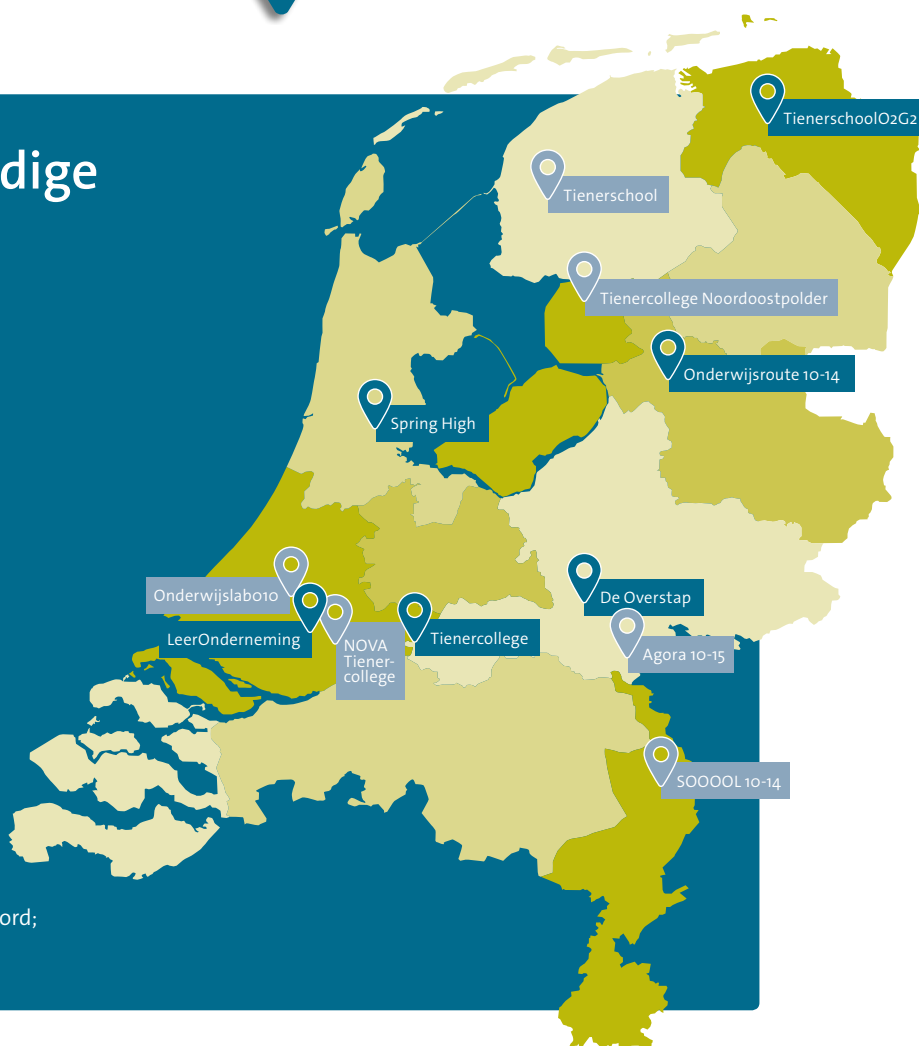 TienerschoolO2G2
dige
Tienerschool
Tienercollege Noordoostpolder
Onderwijsroute 10-14
Spring High
Onderwijslab010
De Overstap
LeerOnderneming
NOVA
Tiener-
college
Tienercollege
Agora 10-15
SOOOOL 10-14
ord;